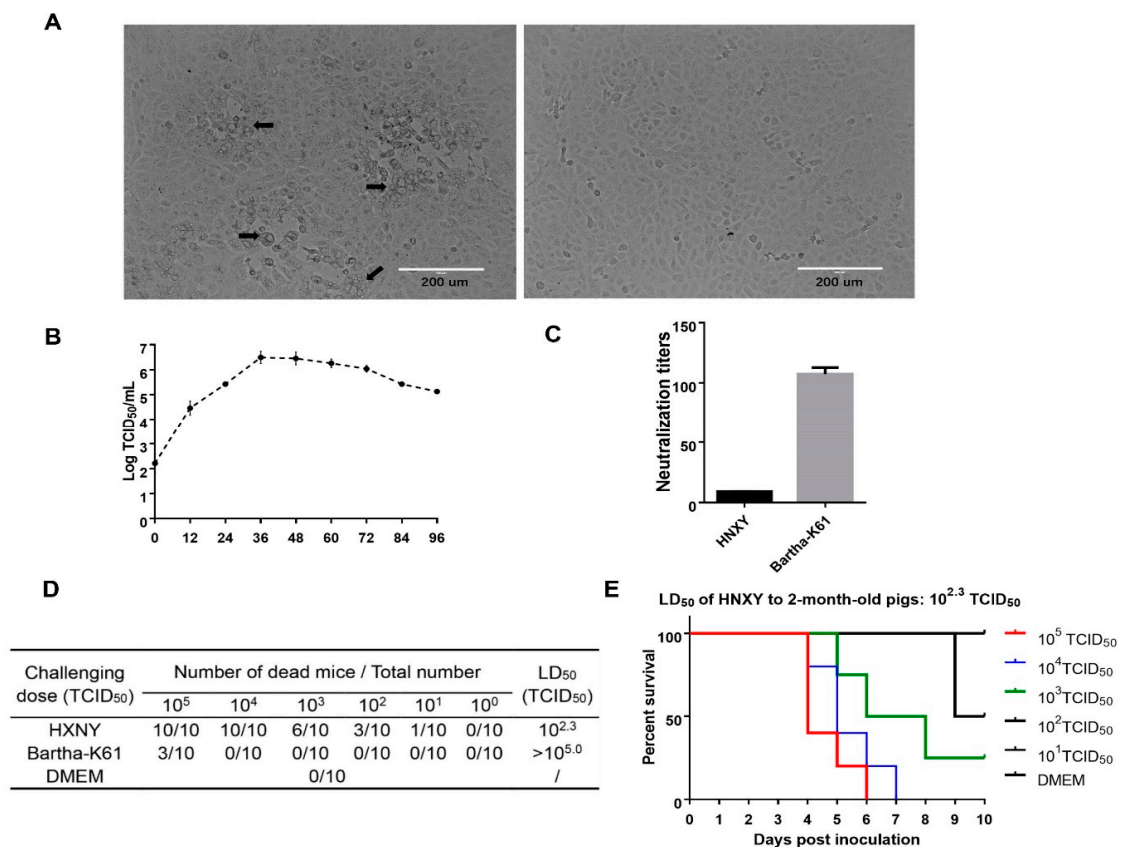 A
200 um
200 um
B
Log TCID50/mL
7
6
5
4
3
2
1
0
0 12 24 36 48 60 72 84 96
C
Neutralization titers
150
100
50
0
HNXY
Bartha-K61
D
Challenging dose (TCID50) Number of dead mice / Total number LD50 (TCID50)
10^5 10^4 10^3 10^2 10^1 10^0
HXNY 10/10 10/10 6/10 3/10 1/10 0/10 10^2.3
Bartha-K61 3/10 0/10 0/10 0/10 0/10 0/10 >10^5.0
DMEM 0/10 /
E
LD50 of HNXY to 2-month-old pigs: 10^2.3 TCID50
Percent survival
100
50
0
0 1 2 3 4 5 6 7 8 9 10
Days post inoculation
10^5 TCID50
10^4TCID50
10^3TCID50
10^2TCID50
10^1TCID50
DMEM